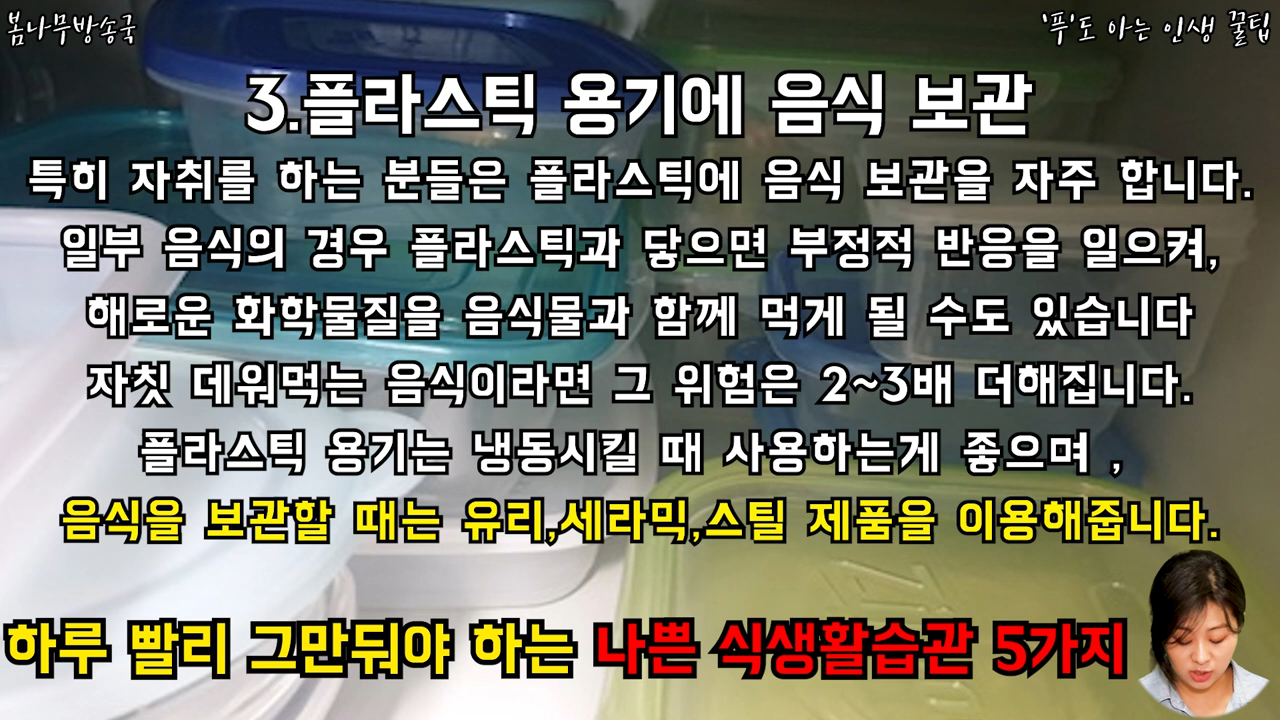 봄나무방송국
'푸'도 아는 인생 꿀팁
3.플라스틱 용기에 음식 보관
특히 자취를 하는 분들은 플라스틱에 음식 보관을 자주 합니다.
일부 음식의 경우 플라스틱과 닿으면 부정적 반응을 일으켜,
해로운 화학물질을 음식물과 함께 먹게 될 수도 있습니다
자칫 데워먹는 음식이라면 그 위험은 2~3배 더해집니다.
플라스틱 용기는 냉동시킬 때 사용하는게 좋으며 ,
음식을 보관할 때는 유리,세라믹,스틸 제품을 이용해줍니다.
하루 빨리 그만둬야 하는 나쁜 식생활습관 5가지